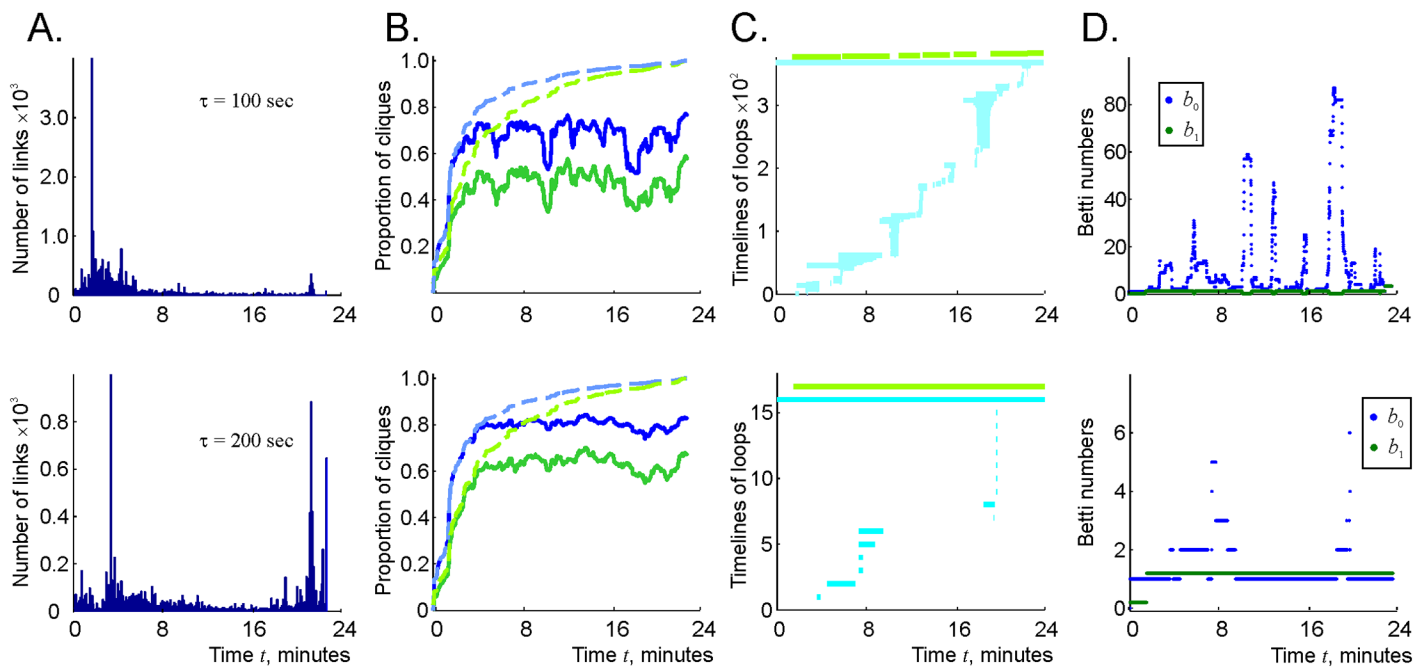 A.
B.
C.
D.
Number of links ×10³
3.0
2.0
1.0
0
τ = 100 sec
0 8 16 24
Proportion of cliques
1.0
0.8
0.6
0.4
0.2
0 8 16 24
Timelines of loops ×10²
3
2
1
0
8 16 24
Betti numbers
80
60
40
20
0
b₀
b₁
0 8 16 24
Number of links ×10³
0.8
0.6
0.4
0.2
0
τ = 200 sec
0 8 16 24
Time t, minutes
Proportion of cliques
1.0
0.8
0.6
0.4
0.2
0 8 16 24
Time t, minutes
Timelines of loops
15
10
5
0
8 16 24
Time t, minutes
Betti numbers
6
4
2
0
b₀
b₁
0 8 16 24
Time t, minutes